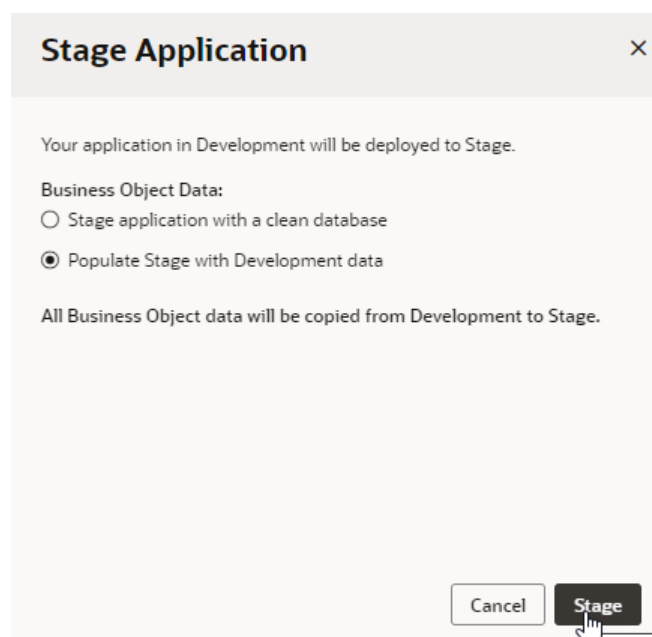 Stage Application
Your application in Development will be deployed to Stage.
Business Object Data:
Stage application with a clean database
Populate Stage with Development data
All Business Object data will be copied from Development to Stage.
Cancel
Stage